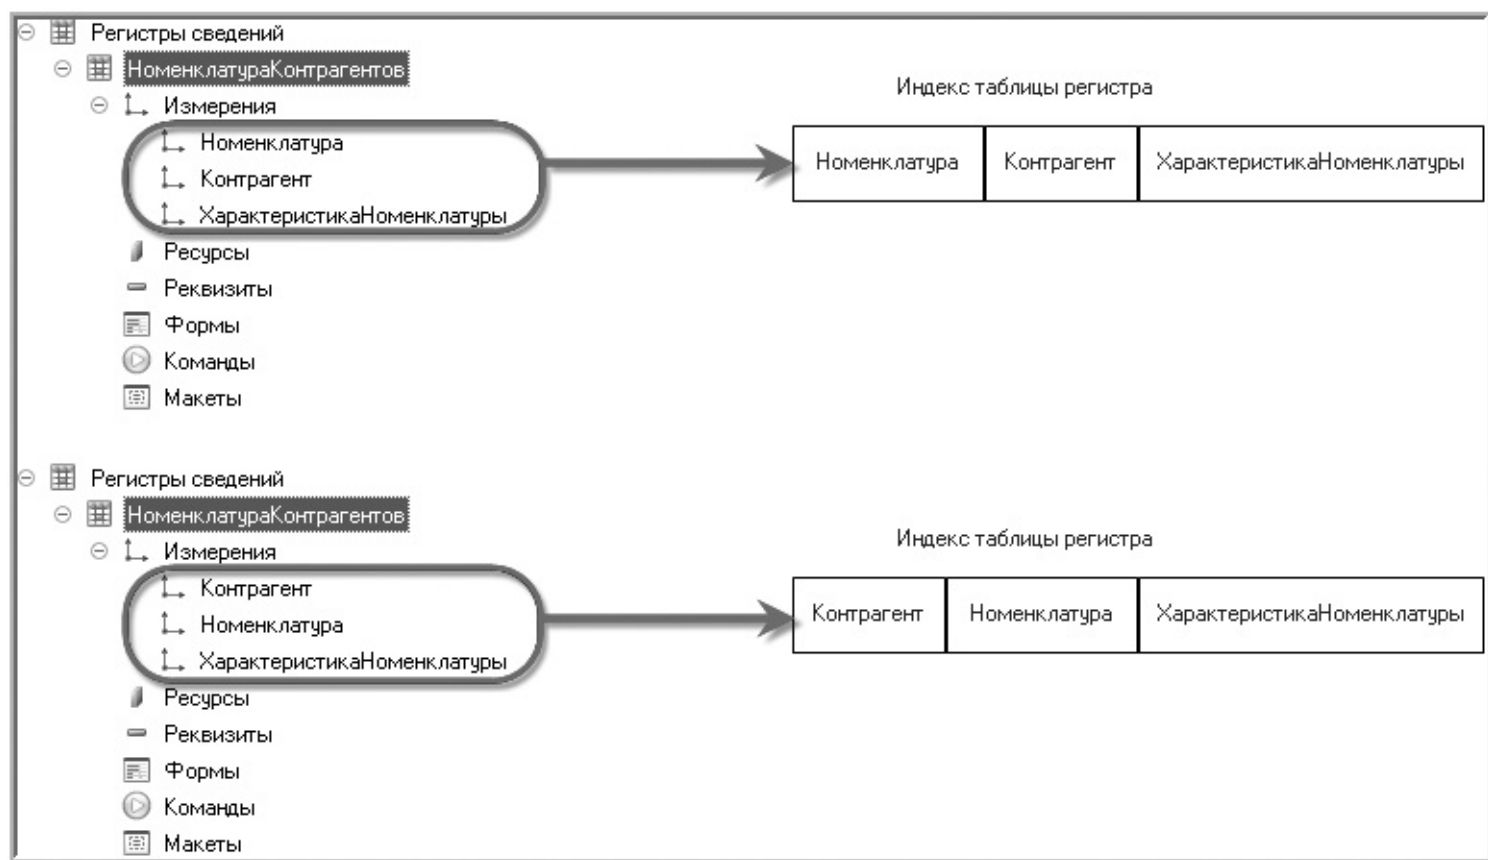 Регистры сведений
НоменклатураКонтрагентов
Индекс таблицы регистра
Измерения
Номенклатура
Контрагент
ХарактеристикаНоменклатуры
Номенклатура Контрагент ХарактеристикаНоменклатуры
Ресурсы
Реквизиты
Формы
Команды
Макеты
Регистры сведений
НоменклатураКонтрагентов
Индекс таблицы регистра
Измерения
Контрагент
Номенклатура
ХарактеристикаНоменклатуры
Контрагент Номенклатура ХарактеристикаНоменклатуры
Ресурсы
Реквизиты
Формы
Команды
Макеты